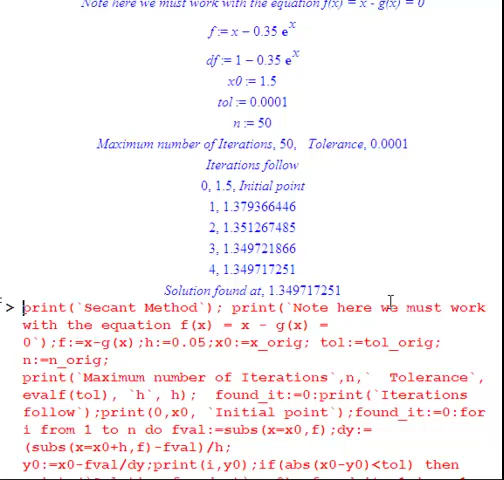 Note here we must work with the equation f(x) = x - g(x) = 0
f := x − 0.35 e^x
df := 1 − 0.35 e^x
x0 := 1.5
tol := 0.0001
n := 50
Maximum number of Iterations, 50,   Tolerance, 0.0001
Iterations follow
0, 1.5, Initial point
1, 1.379366446
2, 1.351267485
3, 1.349721866
4, 1.349717251
Solution found at, 1.349717251
> print(`Secant Method`); print(`Note here we must work
with the equation f(x) = x - g(x) =
0`);f:=x-g(x);h:=0.05;x0:=x_orig; tol:=tol_orig;
n:=n_orig;
print(`Maximum number of Iterations`,n,`  Tolerance`,
evalf(tol), `h`, h);  found_it:=0:print(`Iterations
follow`);print(0,x0, `Initial point`);found_it:=0:for
i from 1 to n do fval:=subs(x=x0,f);dy:=
(subs(x=x0+h,f)-fval)/h;
y0:=x0-fval/dy;print(i,y0);if(abs(x0-y0)<tol) then